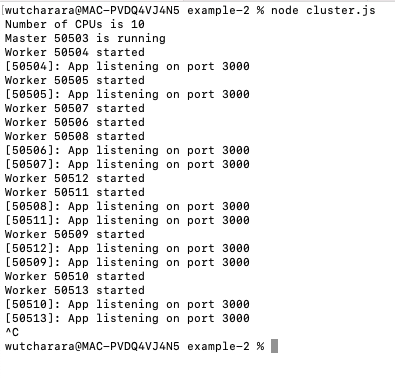 wutcharara@MAC-PVDQ4VJ4N5 example-2 % node cluster.js
Number of CPUs is 10
Master 50503 is running
Worker 50504 started
[50504]: App listening on port 3000
Worker 50505 started
[50505]: App listening on port 3000
Worker 50507 started
Worker 50506 started
Worker 50508 started
[50506]: App listening on port 3000
[50507]: App listening on port 3000
Worker 50512 started
Worker 50511 started
[50508]: App listening on port 3000
[50511]: App listening on port 3000
Worker 50509 started
[50512]: App listening on port 3000
[50509]: App listening on port 3000
Worker 50510 started
Worker 50513 started
[50510]: App listening on port 3000
[50513]: App listening on port 3000
^C
wutcharara@MAC-PVDQ4VJ4N5 example-2 %